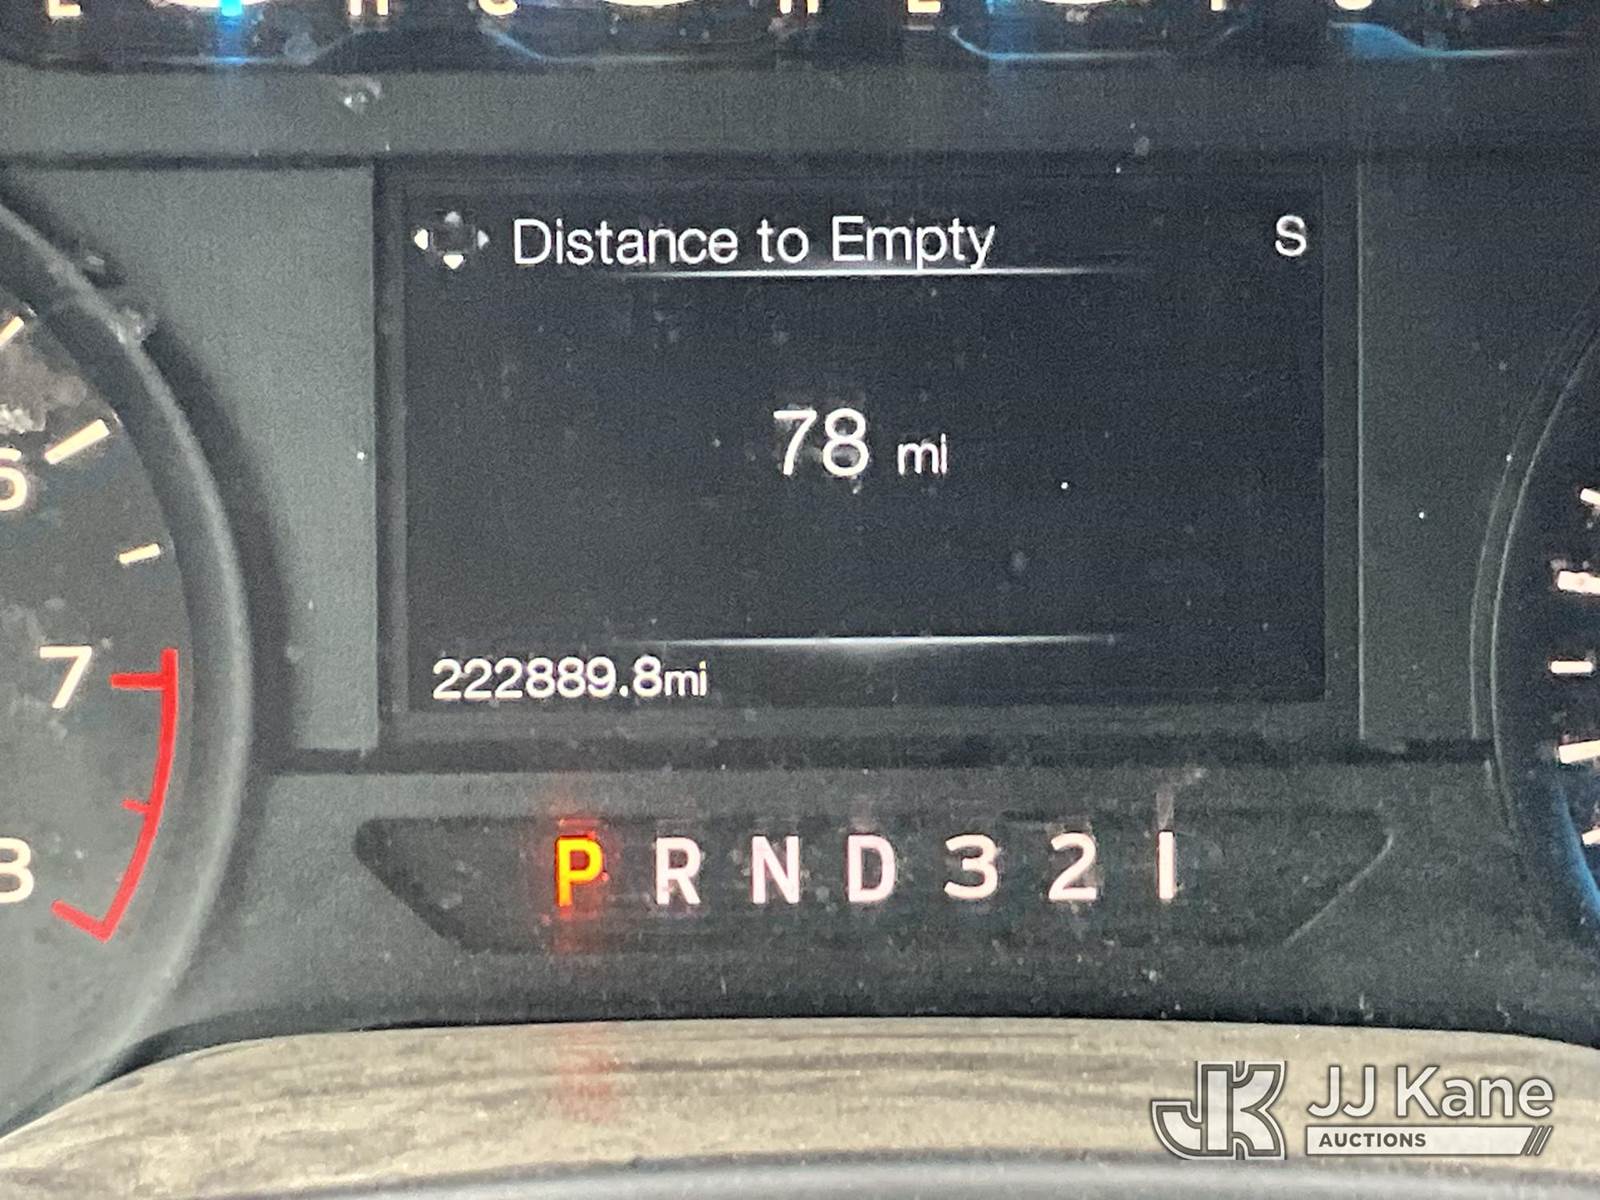 Distance to Empty S
78 mi
222889.8mi
6
7
8
P R N D 3 2 1
JJ Kane
AUCTIONS